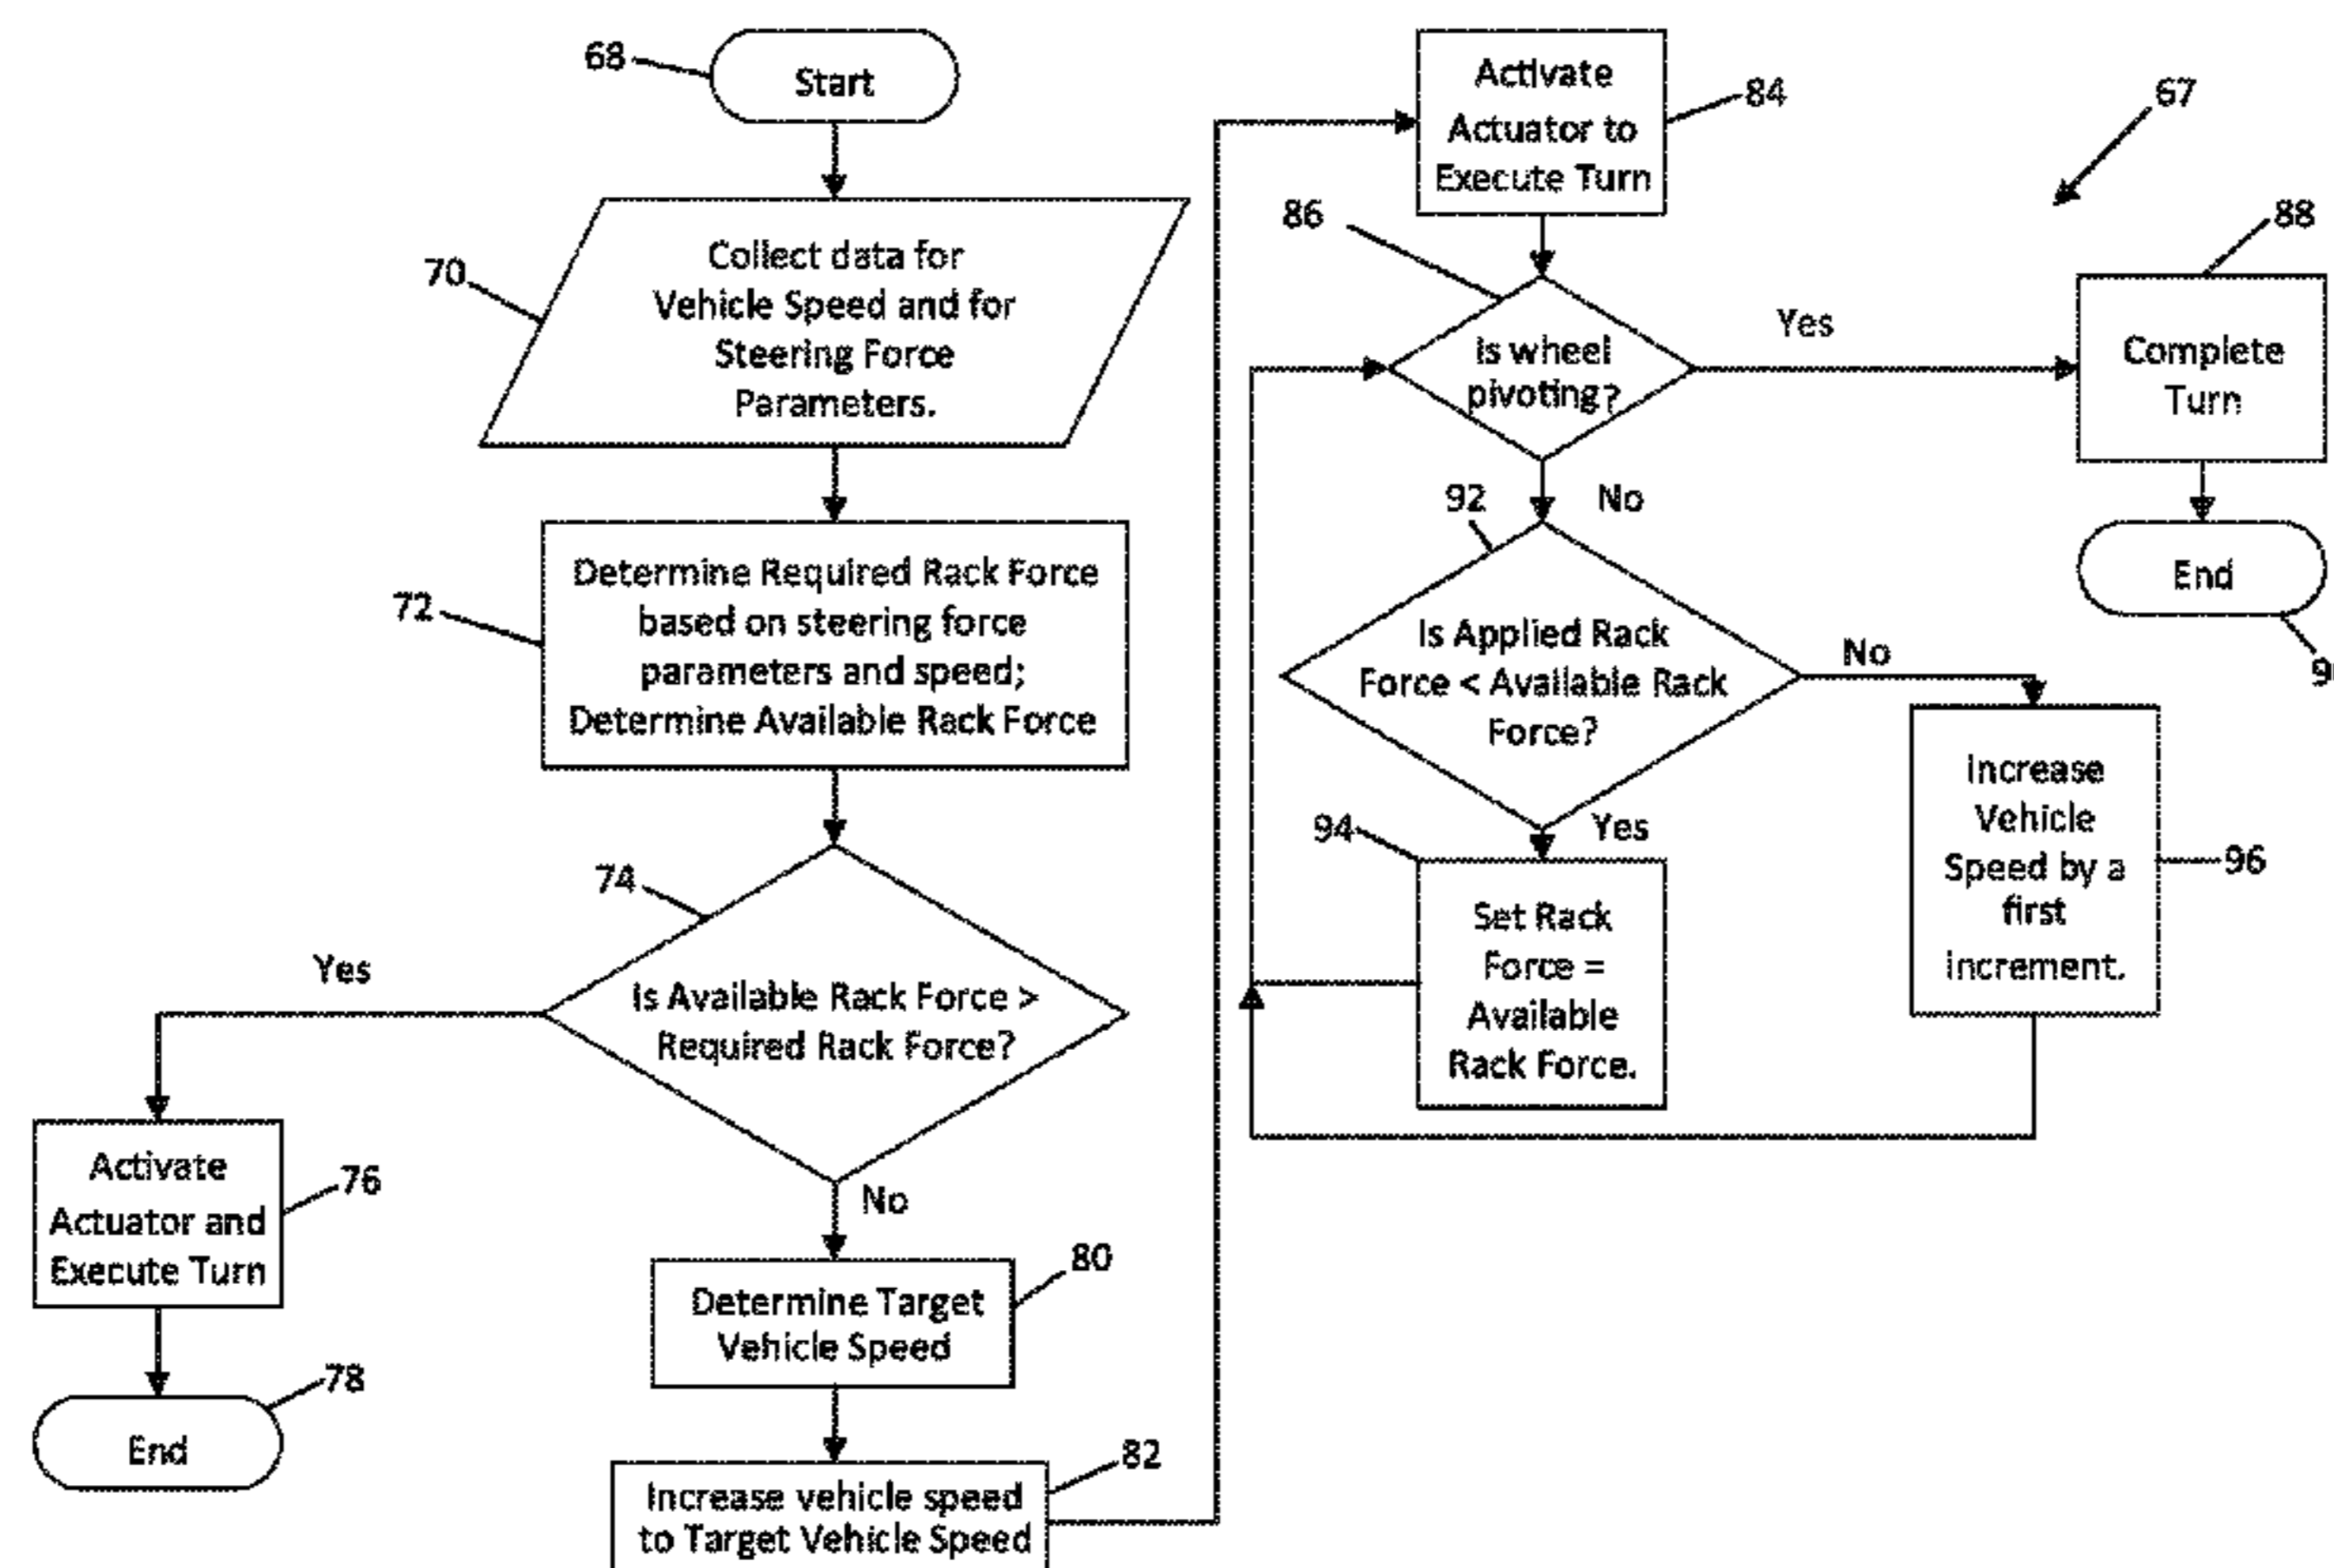 68
Start
70
Collect data for
Vehicle Speed and for
Steering Force
Parameters.
72
Determine Required Rack Force
based on steering force
parameters and speed;
Determine Available Rack Force
74
Is Available Rack Force >
Required Rack Force?
Yes
Activate
Actuator and
Execute Turn
76
End
78
No
Determine Target
Vehicle Speed
80
Increase vehicle speed
to Target Vehicle Speed
82
Activate
Actuator to
Execute Turn
84
67
86
Is wheel
pivoting?
Yes
88
Complete
Turn
End
No
92
Is Applied Rack
Force < Available Rack
Force?
No
Yes
94
Set Rack
Force =
Available
Rack Force.
Increase
Vehicle
Speed by a
first
increment.
96